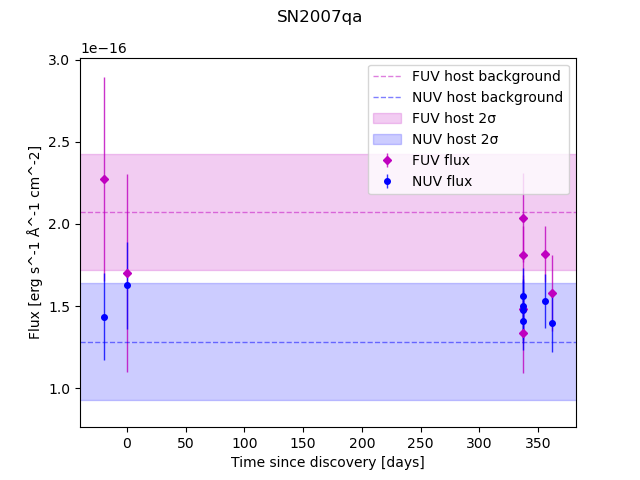 SN2007qa
1e−16
3.0
2.5
2.0
1.5
1.0
Flux [erg s^-1 Å^-1 cm^-2]
FUV host background
NUV host background
FUV host 2σ
NUV host 2σ
FUV flux
NUV flux
0 50 100 150 200 250 300 350
Time since discovery [days]